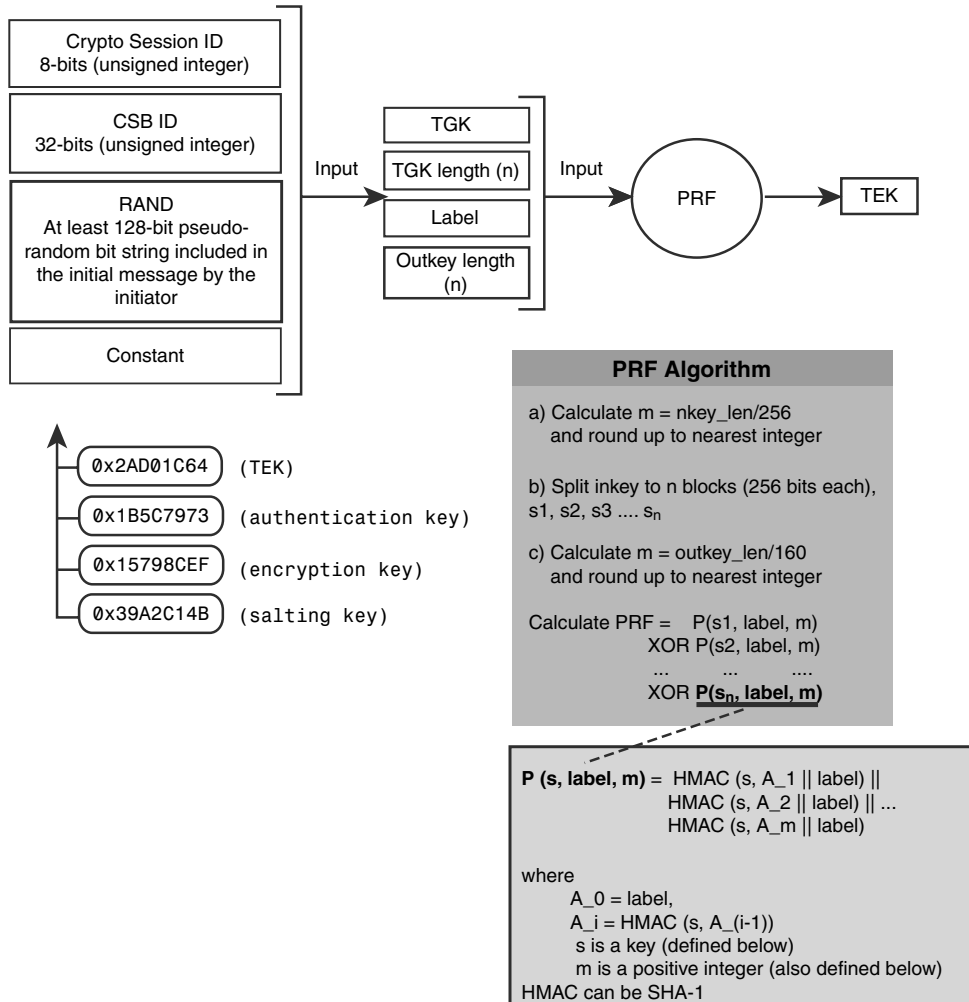 Crypto Session ID
8-bits (unsigned integer)
CSB ID
32-bits (unsigned integer)
RAND
At least 128-bit pseudo-
random bit string included in
the initial message by the
initiator
Constant
Input
TGK
TGK length (n)
Label
Outkey length
(n)
Input
PRF
TEK
0x2AD01C64 (TEK)
0x1B5C7973 (authentication key)
0x15798CEF (encryption key)
0x39A2C14B (salting key)
PRF Algorithm
a) Calculate m = nkey_len/256
and round up to nearest integer
b) Split inkey to n blocks (256 bits each),
s1, s2, s3 .... sn
c) Calculate m = outkey_len/160
and round up to nearest integer
Calculate PRF = P(s1, label, m)
XOR P(s2, label, m)
... ... ....
XOR P(sn, label, m)
P (s, label, m) = HMAC (s, A_1 || label) ||
HMAC (s, A_2 || label) || ...
HMAC (s, A_m || label)
where
A_0 = label,
A_i = HMAC (s, A_(i-1))
s is a key (defined below)
m is a positive integer (also defined below)
HMAC can be SHA-1